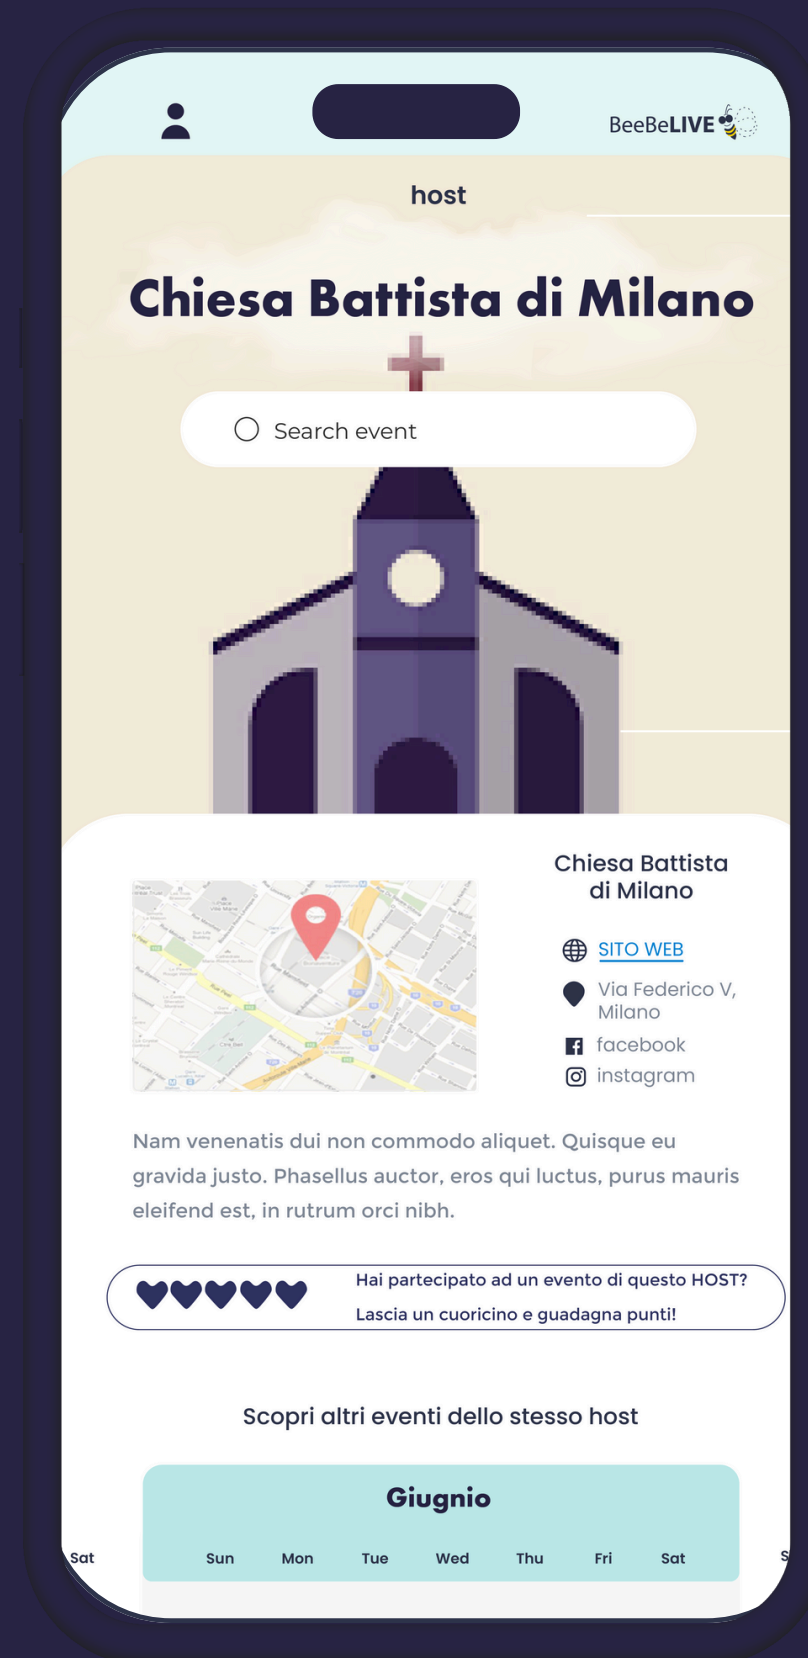 BeeBeLIVE
host
Chiesa Battista di Milano
Search event
Chiesa Battista
di Milano
SITO WEB
Via Federico V,
Milano
facebook
instagram
Nam venenatis dui non commodo aliquet. Quisque eu
gravida justo. Phasellus auctor, eros qui luctus, purus mauris
eleifend est, in rutrum orci nibh.
Hai partecipato ad un evento di questo HOST?
Lascia un cuoricino e guadagna punti!
Scopri altri eventi dello stesso host
Giugnio
Sat Sun Mon Tue Wed Thu Fri Sat S